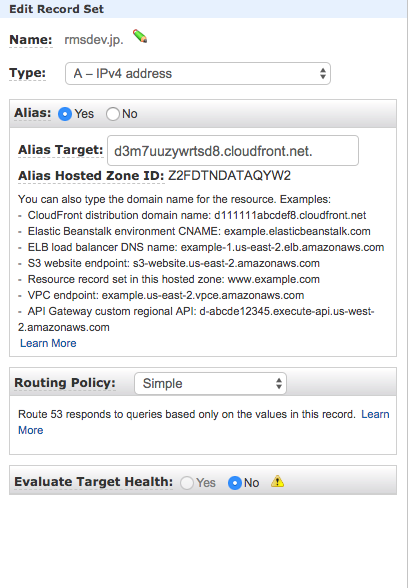 Edit Record Set
Name: rmsdev.jp.
Type: A – IPv4 address
Alias: Yes No
Alias Target: d3m7uuzywrtsd8.cloudfront.net.
Alias Hosted Zone ID: Z2FDTNDATAQYW2
You can also type the domain name for the resource. Examples:
- CloudFront distribution domain name: d111111abcdef8.cloudfront.net
- Elastic Beanstalk environment CNAME: example.elasticbeanstalk.com
- ELB load balancer DNS name: example-1.us-east-2.elb.amazonaws.com
- S3 website endpoint: s3-website.us-east-2.amazonaws.com
- Resource record set in this hosted zone: www.example.com
- VPC endpoint: example.us-east-2.vpce.amazonaws.com
- API Gateway custom regional API: d-abcde12345.execute-api.us-west-
2.amazonaws.com
Learn More
Routing Policy: Simple
Route 53 responds to queries based only on the values in this record. Learn
More
Evaluate Target Health: Yes No